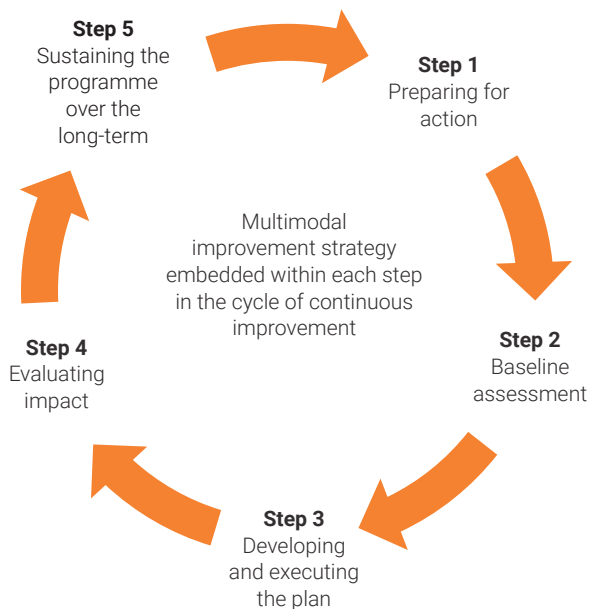 Step 1
Preparing for
action
Step 2
Baseline
assessment
Step 3
Developing
and executing
the plan
Step 4
Evaluating
impact
Step 5
Sustaining the
programme
over the
long-term
Multimodal
improvement strategy
embedded within each step
in the cycle of continuous
improvement